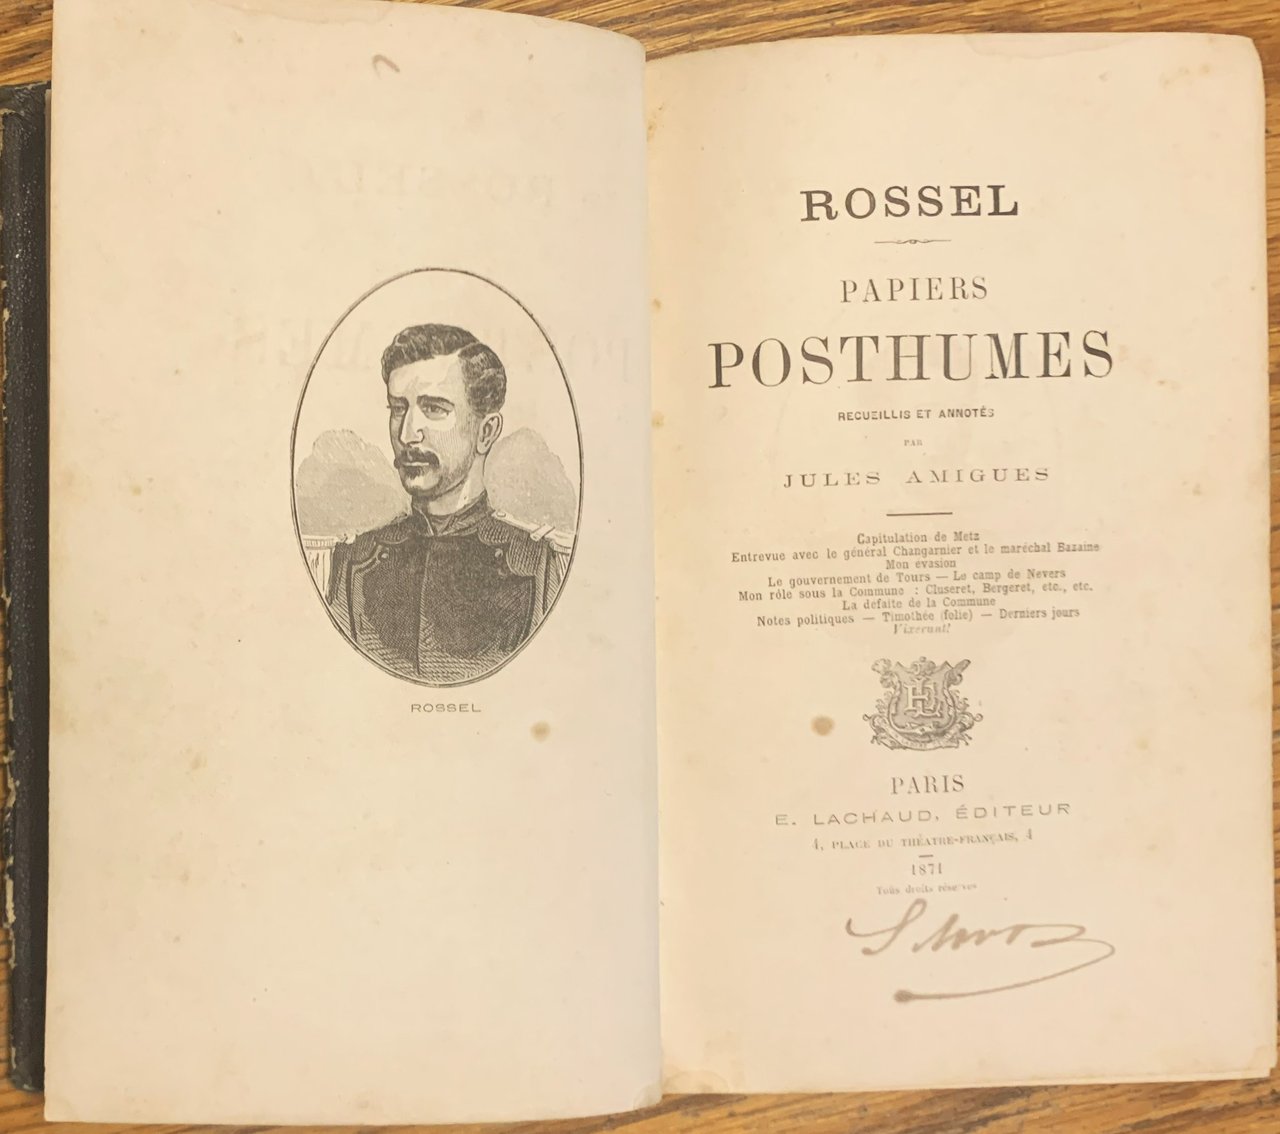 ROSSEL
ROSSEL
PAPIERS
POSTHUMES
RECUEILLIS ET ANNOTÉS
PAR
JULES AMIGUES
Capitulation de Metz
Entrevue avec le général Changarnier et le maréchal Bazaine
Mon évasion
Le gouvernement de Tours — Le camp de Nevers
Mon rôle sous la Commune : Cluseret, Bergeret, etc., etc.
La défaite de la Commune
Notes politiques — Timothée (folie) — Derniers jours
Vixerunt!
EL
PARIS
E. LACHAUD, ÉDITEUR
4, PLACE DU THÉATRE-FRANÇAIS, 4
1871
Tous droits réservés